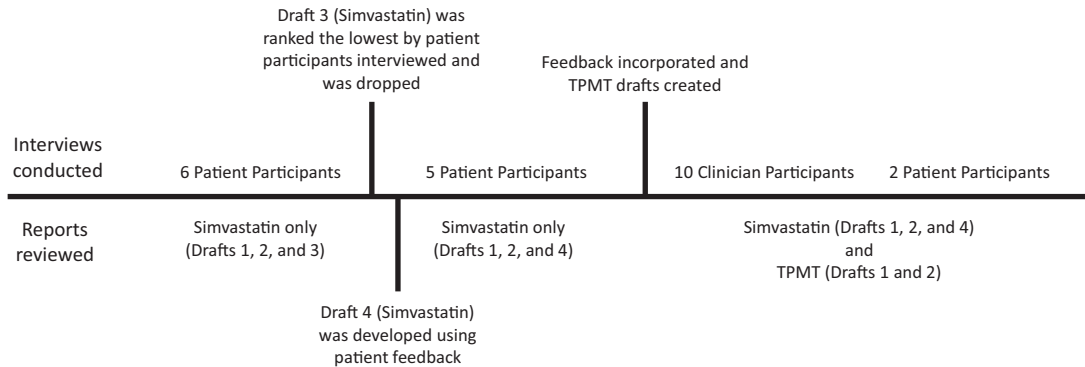 Draft 3 (Simvastatin) was
ranked the lowest by patient
participants interviewed and
was dropped
Feedback incorporated and
TPMT drafts created
Interviews
conducted
6 Patient Participants
5 Patient Participants
10 Clinician Participants
2 Patient Participants
Reports
reviewed
Simvastatin only
(Drafts 1, 2, and 3)
Simvastatin only
(Drafts 1, 2, and 4)
Simvastatin (Drafts 1, 2, and 4)
and
TPMT (Drafts 1 and 2)
Draft 4 (Simvastatin)
was developed using
patient feedback